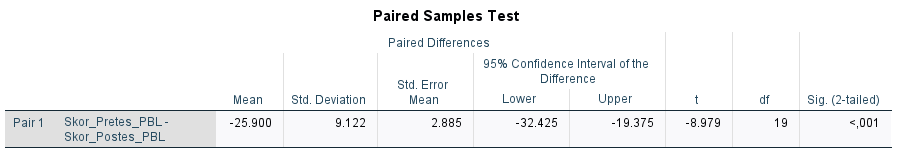 Paired Samples Test
Paired Differences
95% Confidence Interval of the
Difference
Std. Error
Mean
Mean Std. Deviation Lower Upper t df Sig. (2-tailed)
Pair 1 Skor_Pretes_PBL - -25.900 9.122 2.885 -32.425 -19.375 -8.979 19 <,001
Skor_Postes_PBL